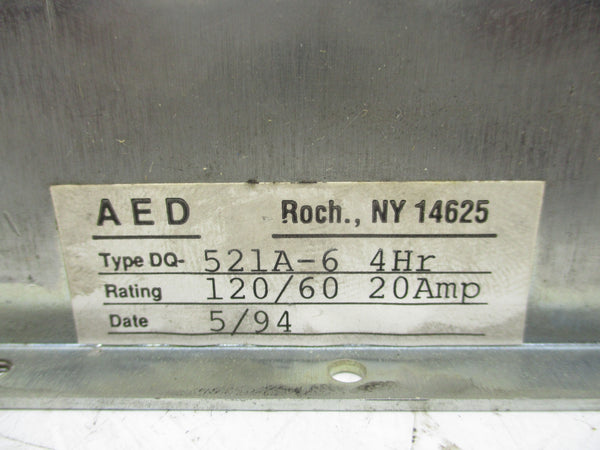 AED Roch., NY 14625
Type DQ- 521A-6 4Hr
Rating 120/60 20Amp
Date 5/94